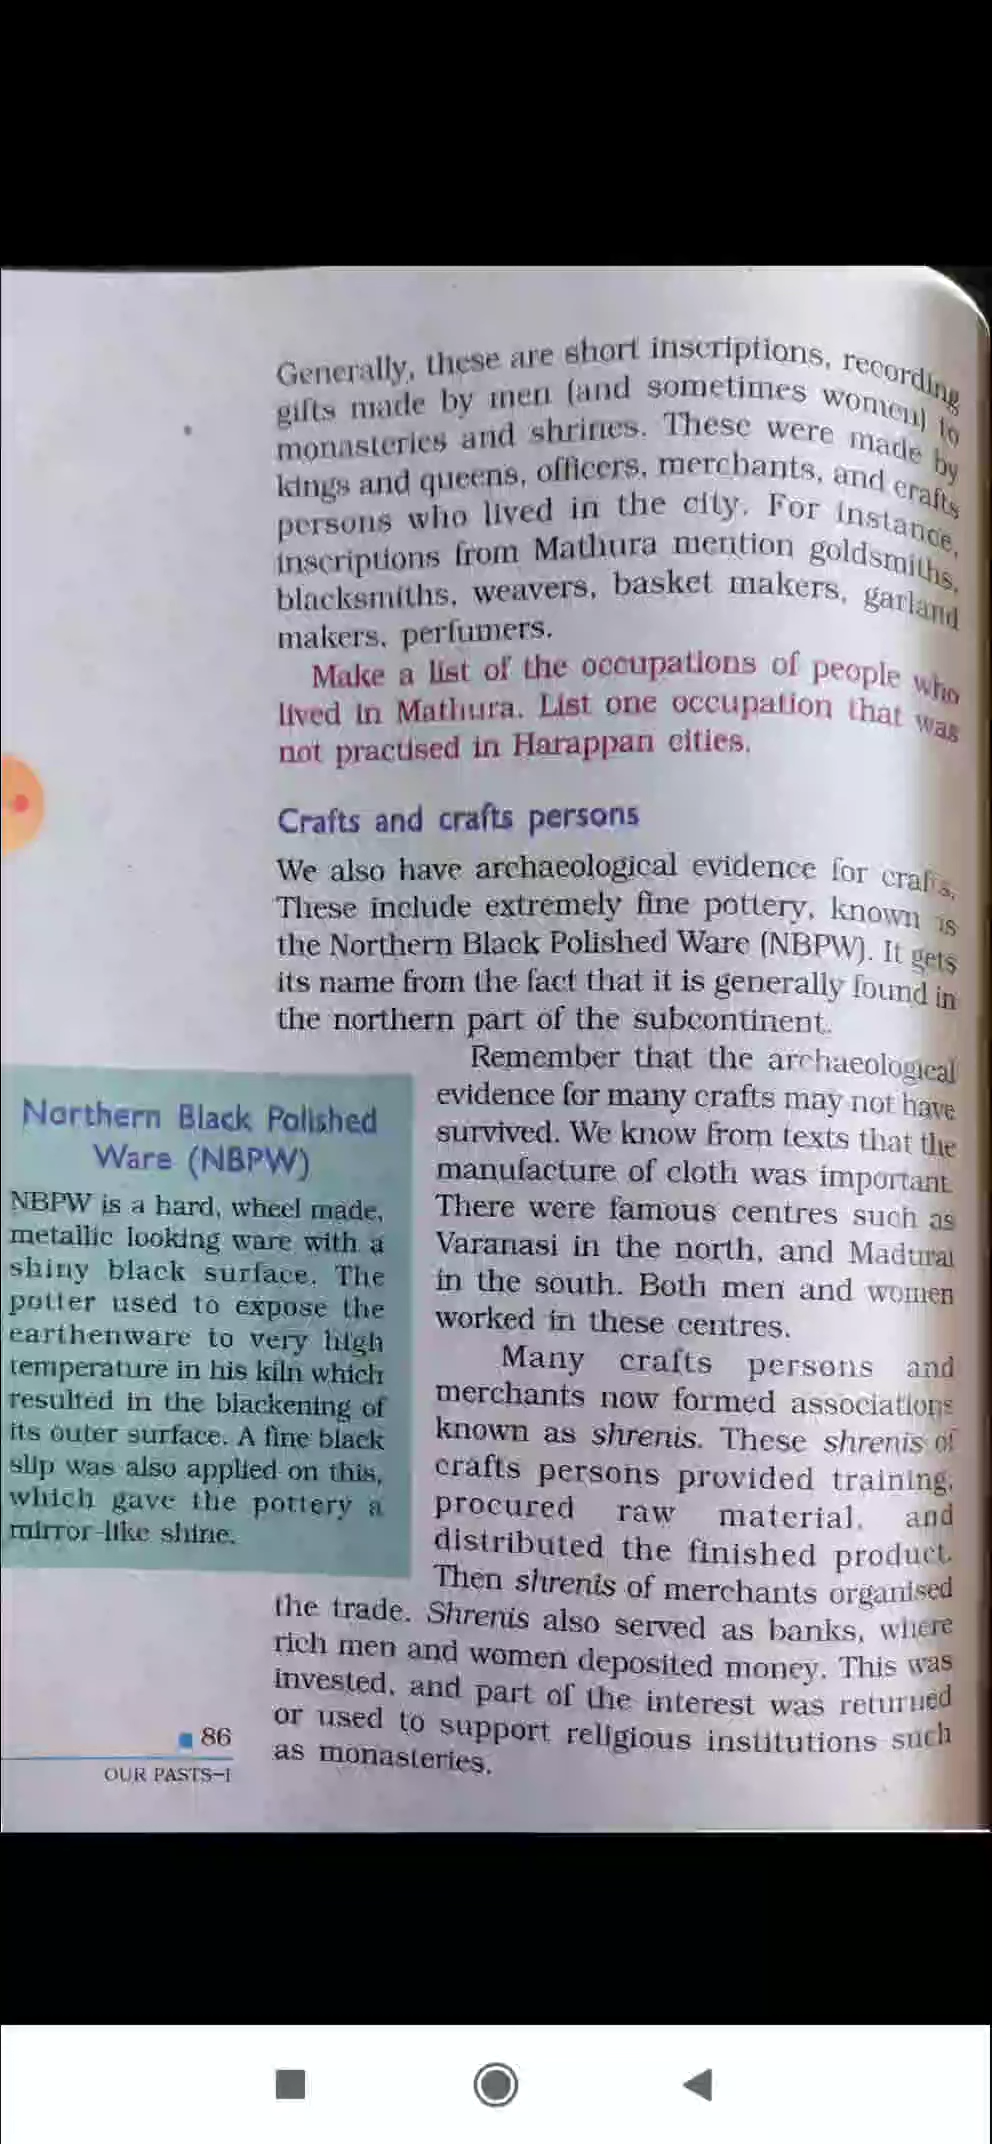 Generally, these are short inscriptions, recording
gifts made by men (and sometimes women) to
monasteries and shrines. These were made by
kings and queens, officers, merchants, and crafts
persons who lived in the city. For instance,
inscriptions from Mathura mention goldsmiths,
blacksmiths, weavers, basket makers, garland
makers, perfumers.
Make a list of the occupations of people who
lived in Mathura. List one occupation that was
not practised in Harappan cities.
Crafts and crafts persons
We also have archaeological evidence for crafts.
These include extremely fine pottery, known as
the Northern Black Polished Ware (NBPW). It gets
its name from the fact that it is generally found in
the northern part of the subcontinent.
Remember that the archaeological
evidence for many crafts may not have
survived. We know from texts that the
manufacture of cloth was important.
There were famous centres such as
Varanasi in the north, and Madurai
in the south. Both men and women
worked in these centres.
Many crafts persons and
merchants now formed associations
known as shrenis. These shrenis of
crafts persons provided training,
procured raw material, and
distributed the finished product.
Then shrenis of merchants organised
the trade. Shrenis also served as banks, where
rich men and women deposited money. This was
invested, and part of the interest was returned
or used to support religious institutions such
as monasteries.
Northern Black Polished
Ware (NBPW)
NBPW is a hard, wheel made,
metallic looking ware with a
shiny black surface. The
potter used to expose the
earthenware to very high
temperature in his kiln which
resulted in the blackening of
its outer surface. A fine black
slip was also applied on this,
which gave the pottery a
mirror-like shine.
86
OUR PASTS–I